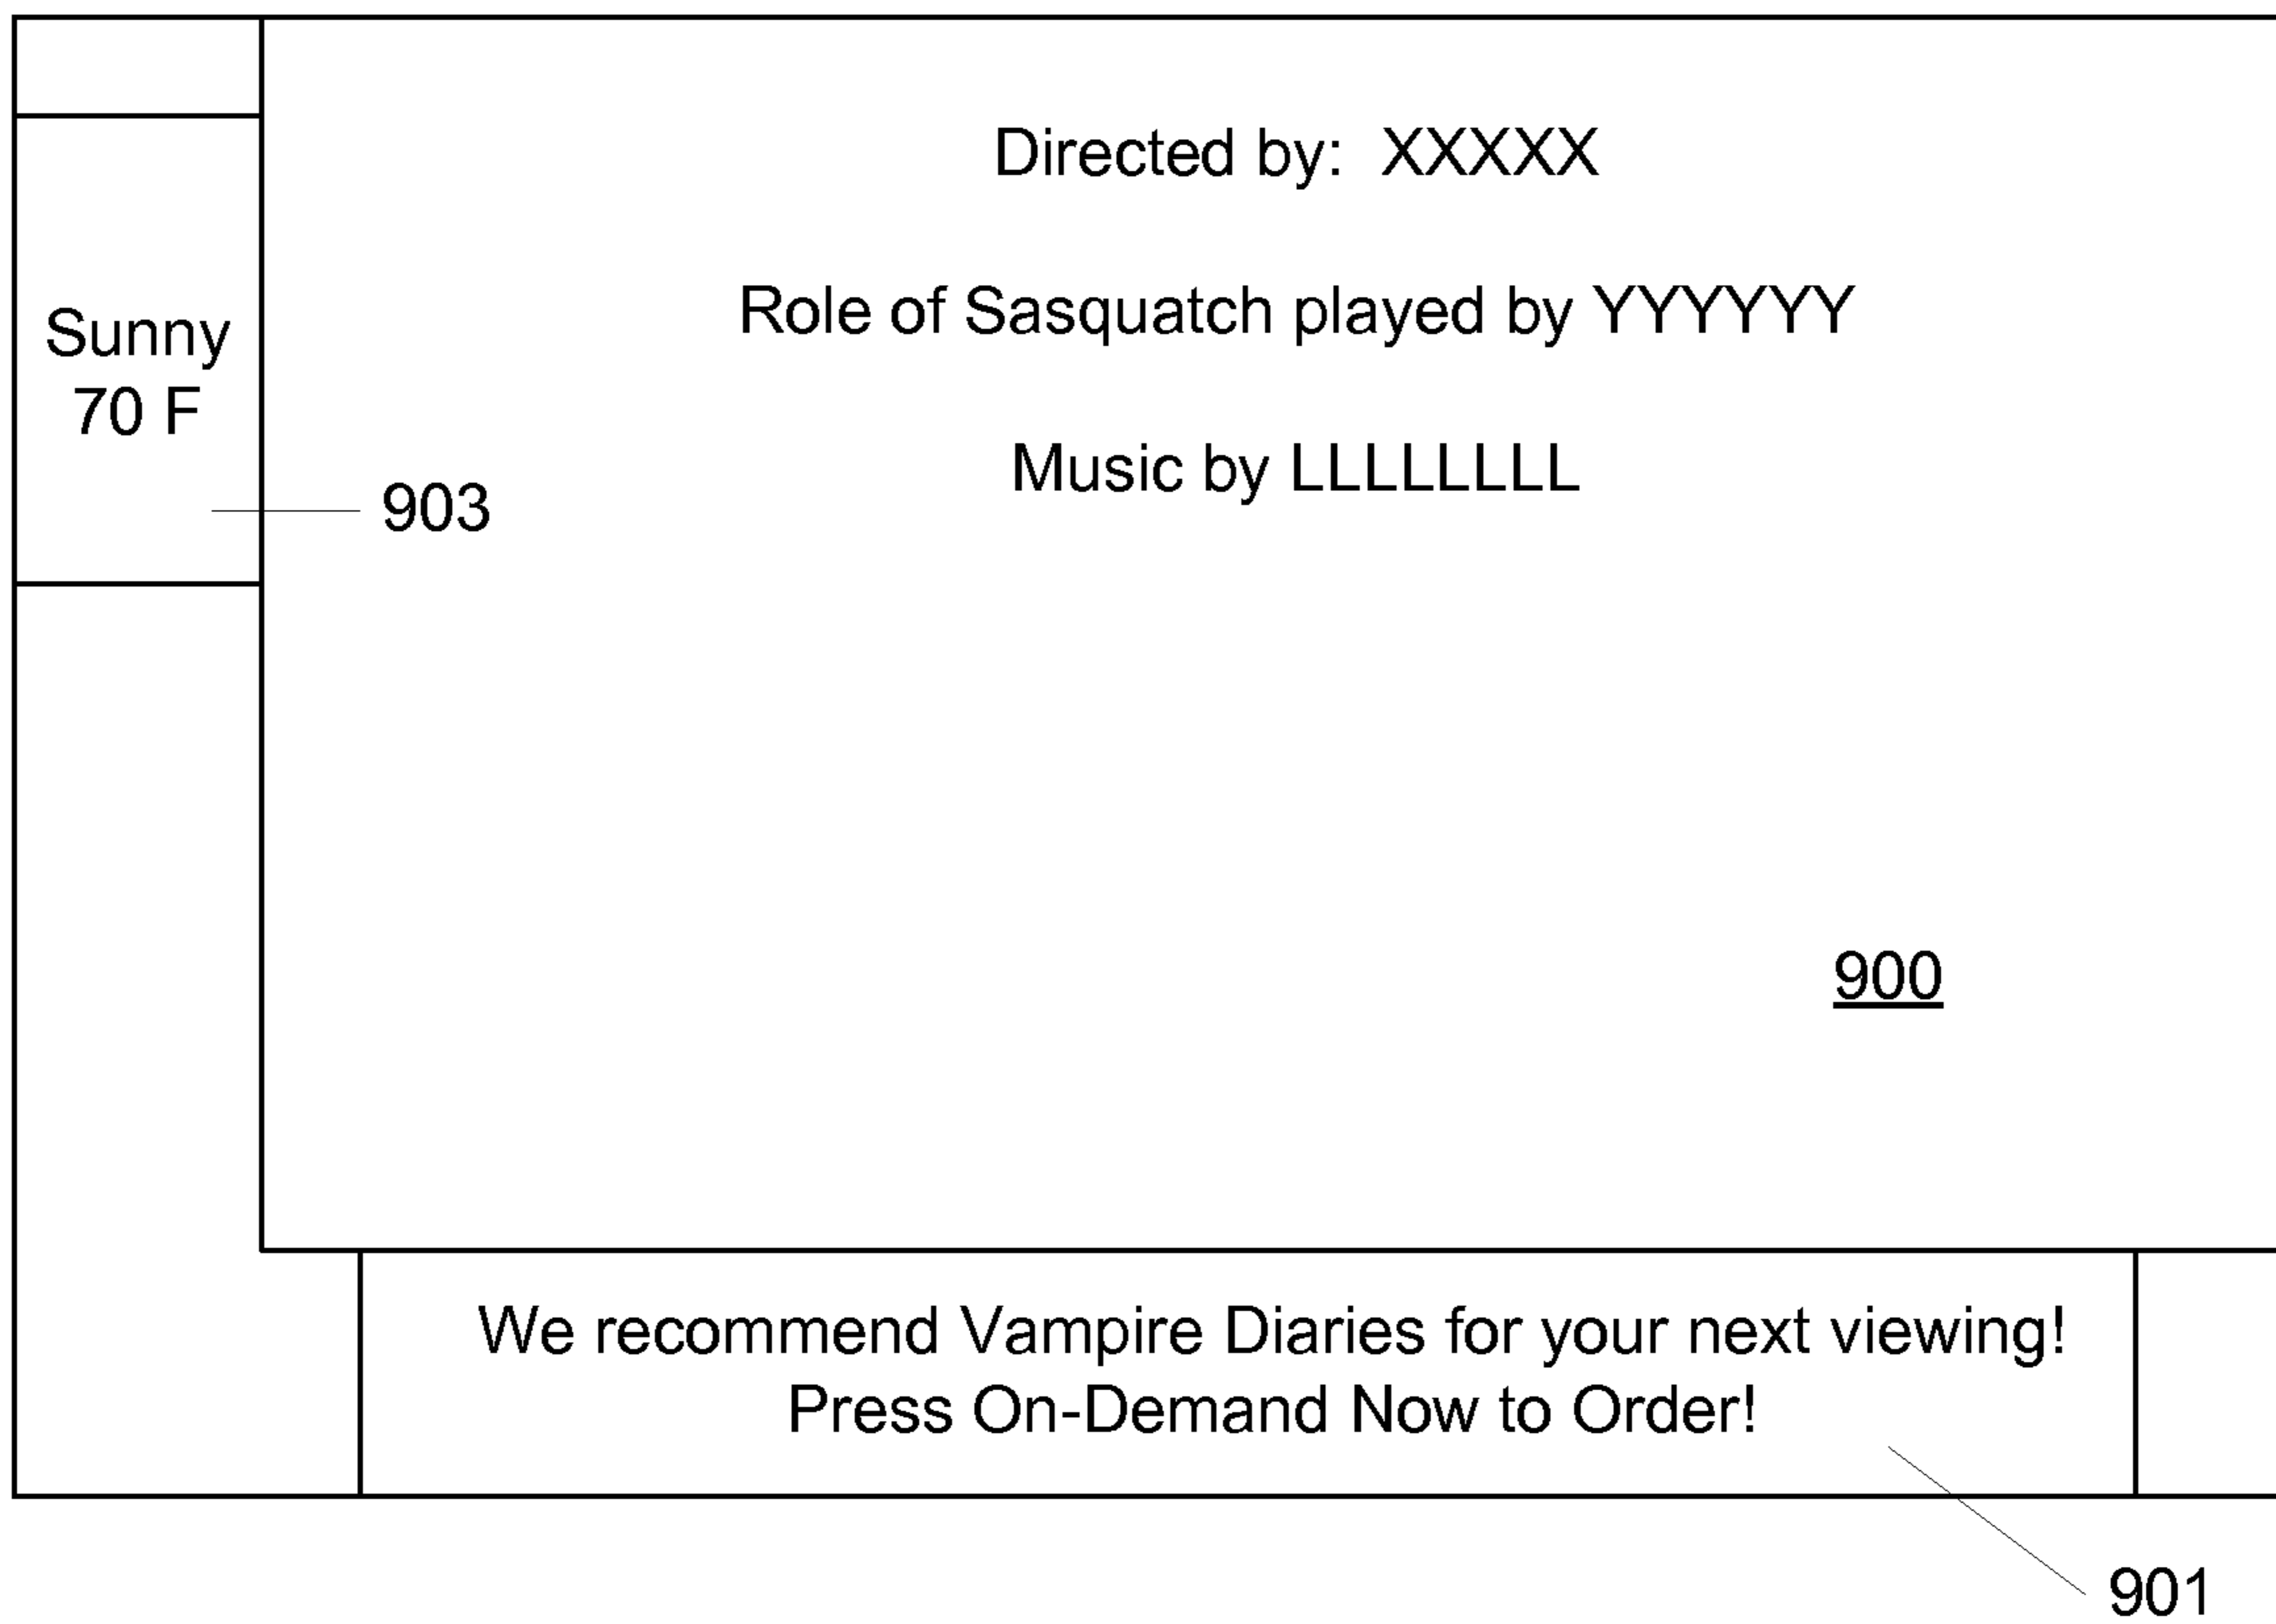 Directed by:  XXXXX
Role of Sasquatch played by YYYYYY
Sunny
70 F
Music by LLLLLLLL
903
900
We recommend Vampire Diaries for your next viewing!
Press On-Demand Now to Order!
901